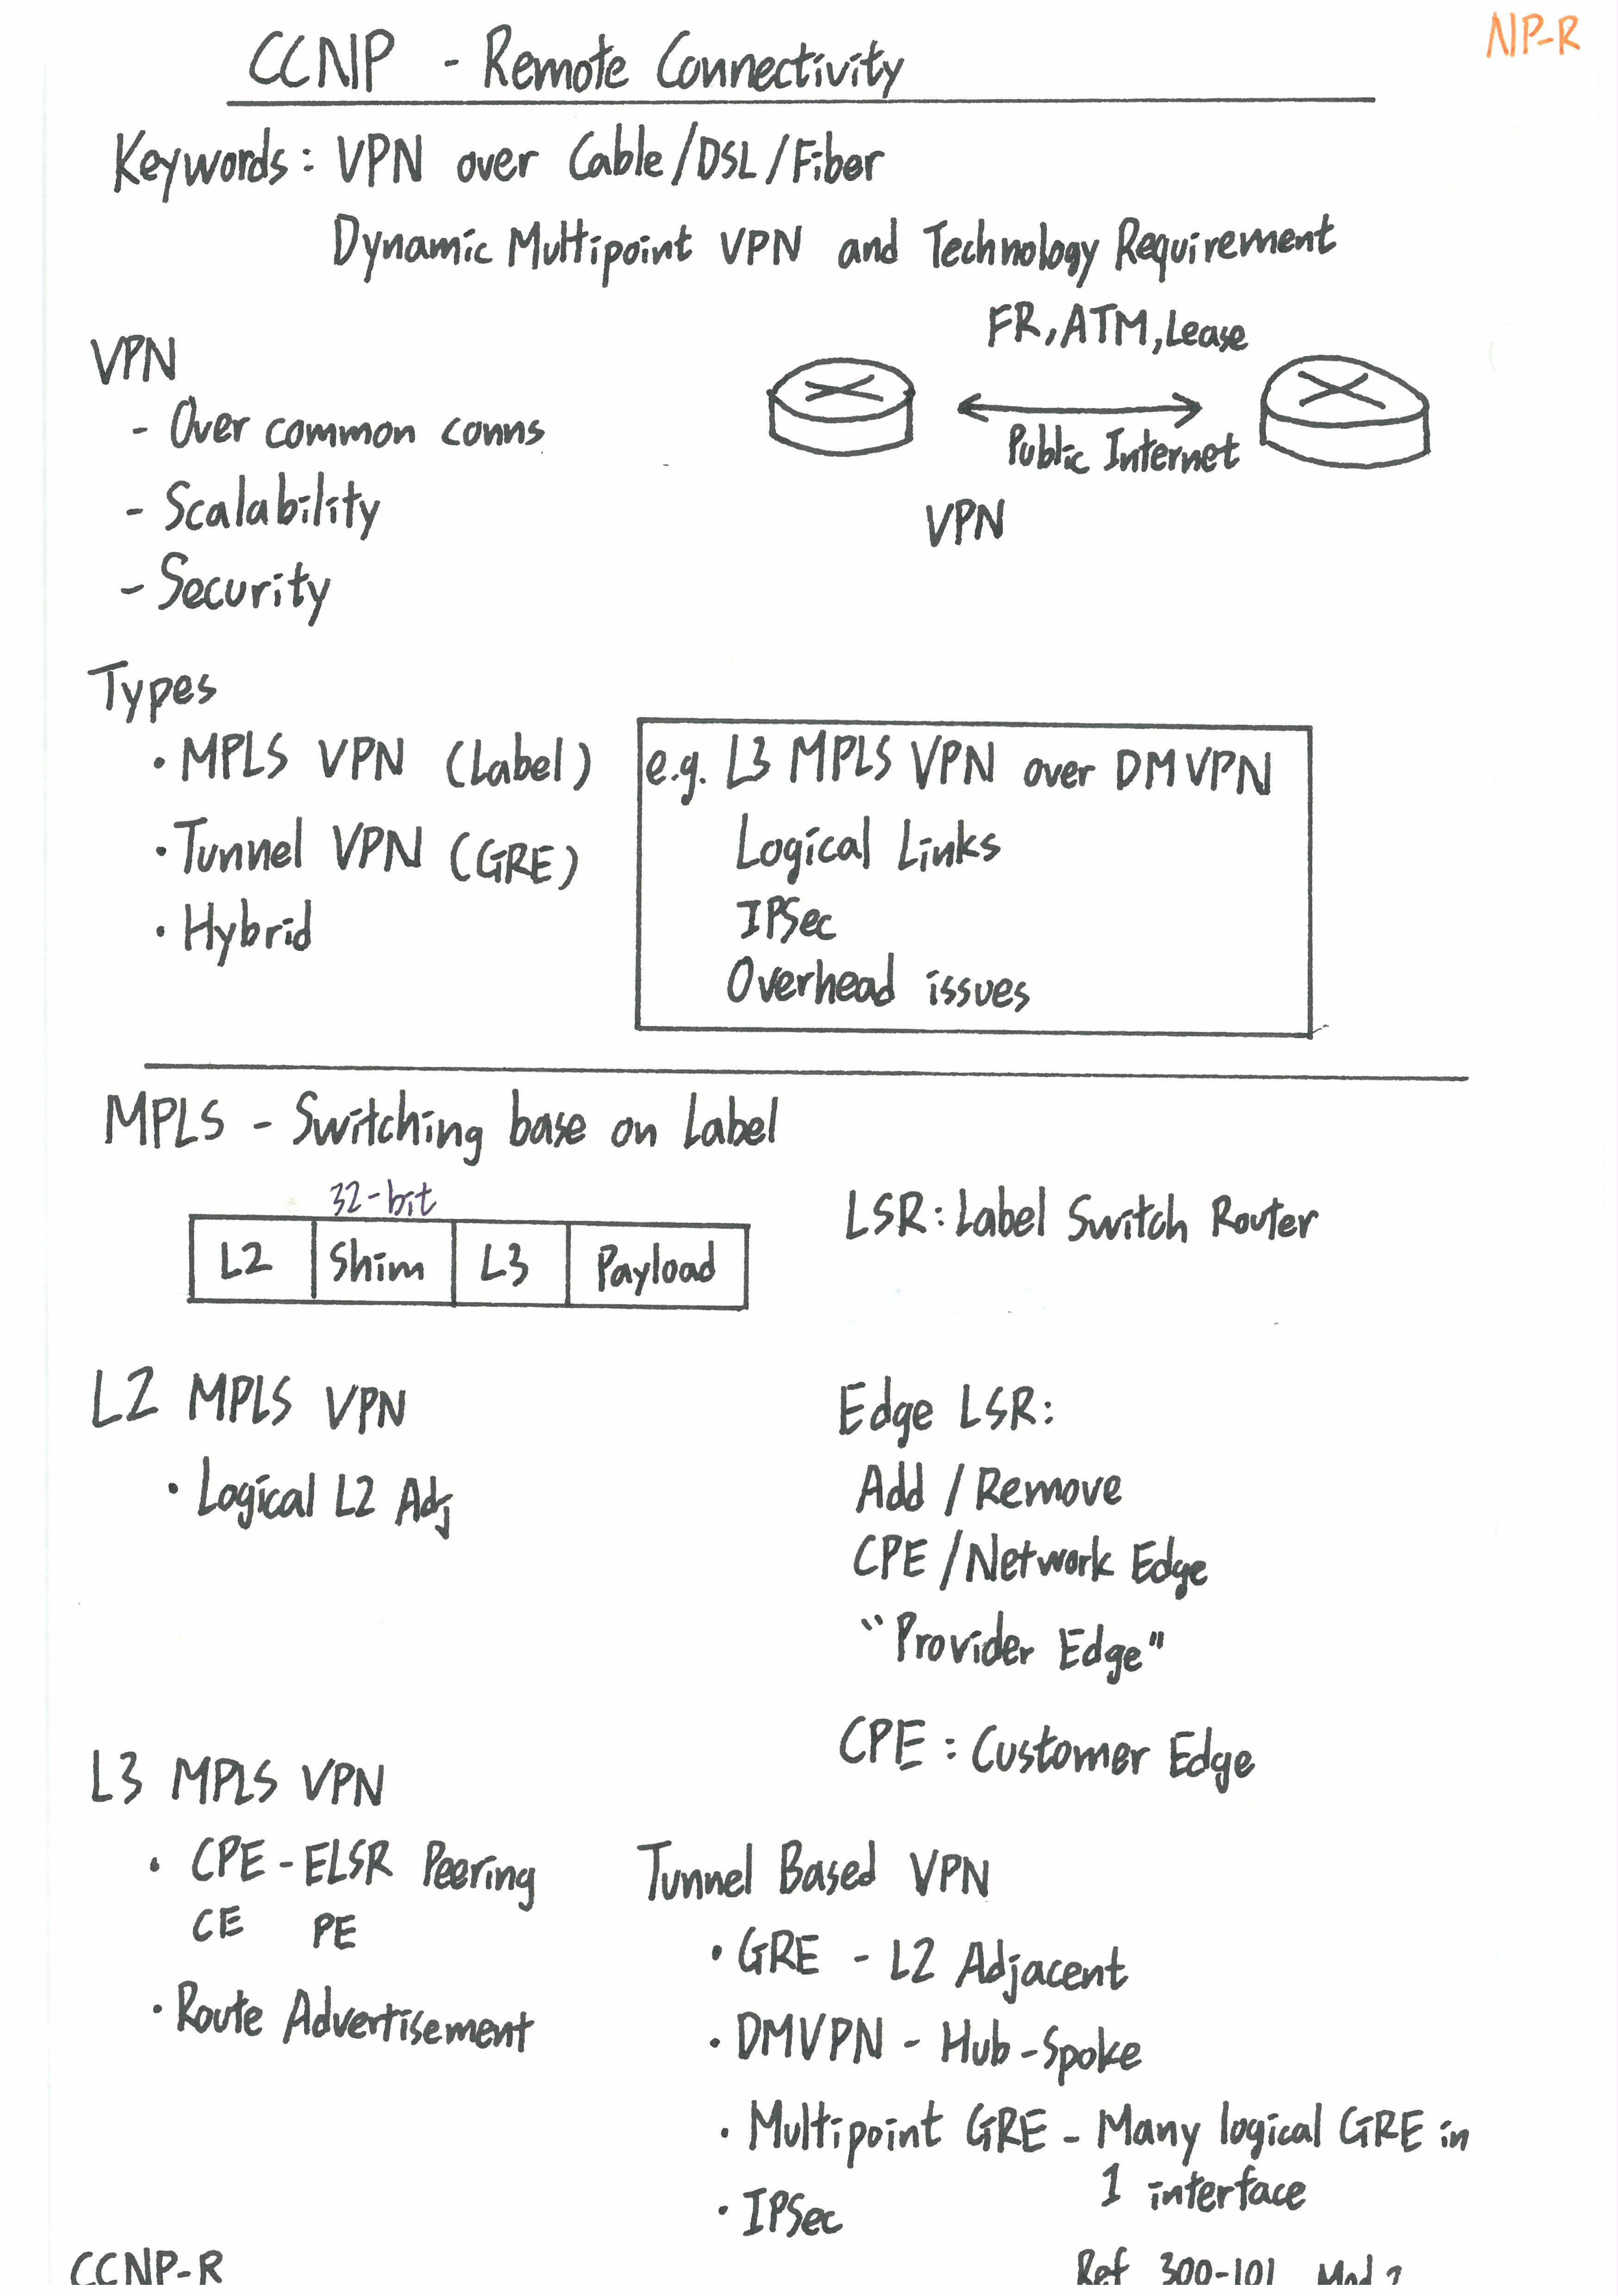 NP-R
CCNP - Remote Connectivity
Keywords: VPN over Cable/DSL/Fiber
Dynamic Multipoint VPN and Technology Requirement
VPN
- Over common conns
- Scalability
- Security
FR, ATM, Lease
Public Internet
VPN
Types
• MPLS VPN (Label)
• Tunnel VPN (GRE)
• Hybrid
e.g. L3 MPLS VPN over DMVPN
Logical Links
IPSec
Overhead issues
MPLS - Switching base on Label
32-bit
L2 Shim L3 Payload
LSR: Label Switch Router
L2 MPLS VPN
• Logical L2 Adj
Edge LSR:
Add / Remove
CPE / Network Edge
"Provider Edge"
CPE : Customer Edge
L3 MPLS VPN
• CPE - ELSR Peering
CE PE
• Route Advertisement
Tunnel Based VPN
• GRE - L2 Adjacent
• DMVPN - Hub-Spoke
• Multipoint GRE - Many logical GRE in
1 interface
• IPSec
CCNP-R
Ref 300-101 Mod